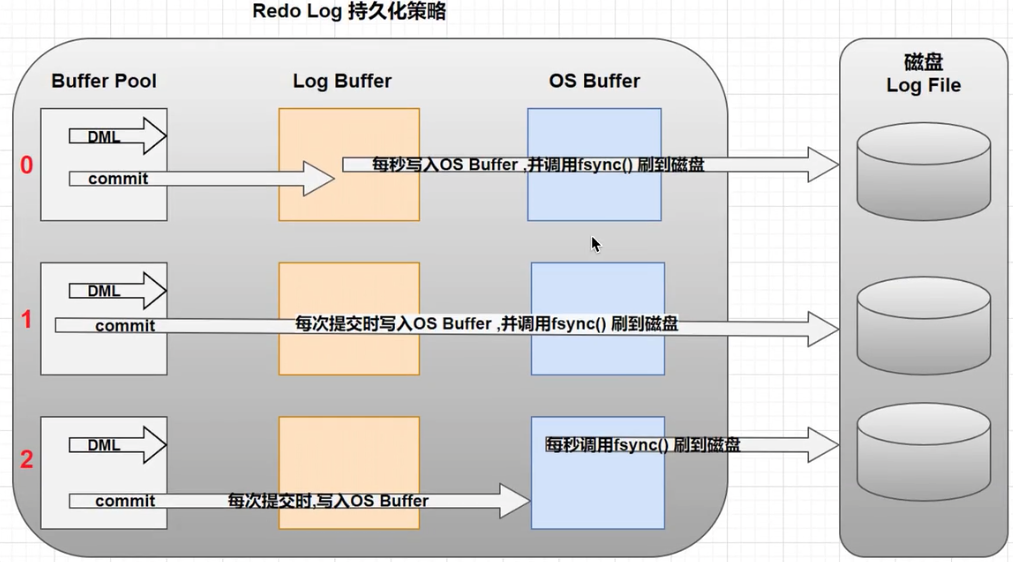 Redo Log 持久化策略
Buffer Pool
Log Buffer
OS Buffer
磁盘
Log File
0
DML
commit
每秒写入OS Buffer ,并调用fsync() 刷到磁盘
1
DML
commit
每次提交时写入OS Buffer ,并调用fsync() 刷到磁盘
2
DML
每秒调用fsync() 刷到磁盘
commit
每次提交时,写入OS Buffer